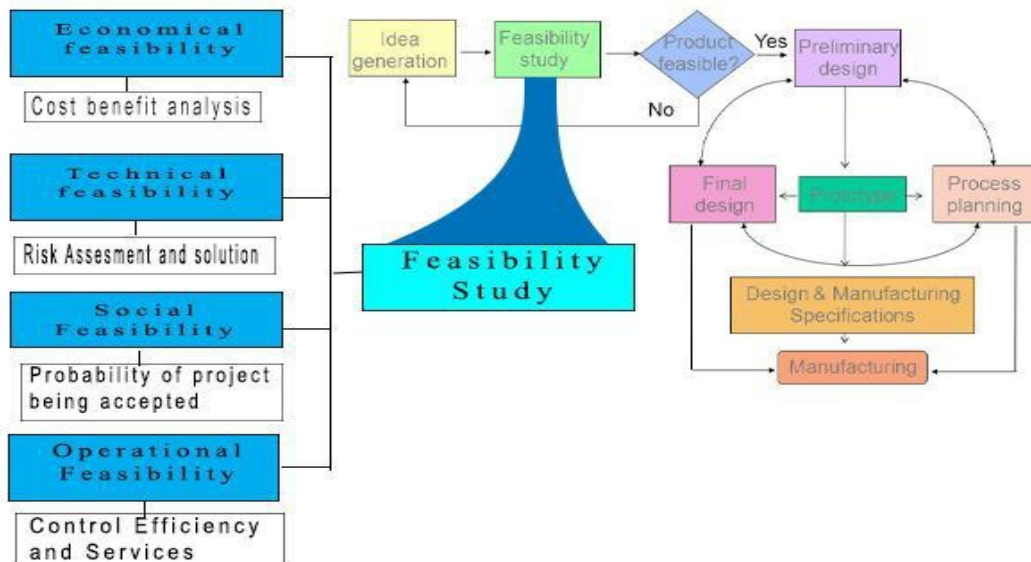 Economical
feasibility
Cost benefit analysis
Technical
feasibility
Risk Assesment and solution
Social
Feasibility
Probability of project
being accepted
Operational
Feasibility
Control Efficiency
and Services
Feasibility
Study
Idea
generation
Feasibility
study
Product
feasible?
Yes
No
Preliminary
design
Final
design
Prototype
Process
planning
Design & Manufacturing
Specifications
Manufacturing